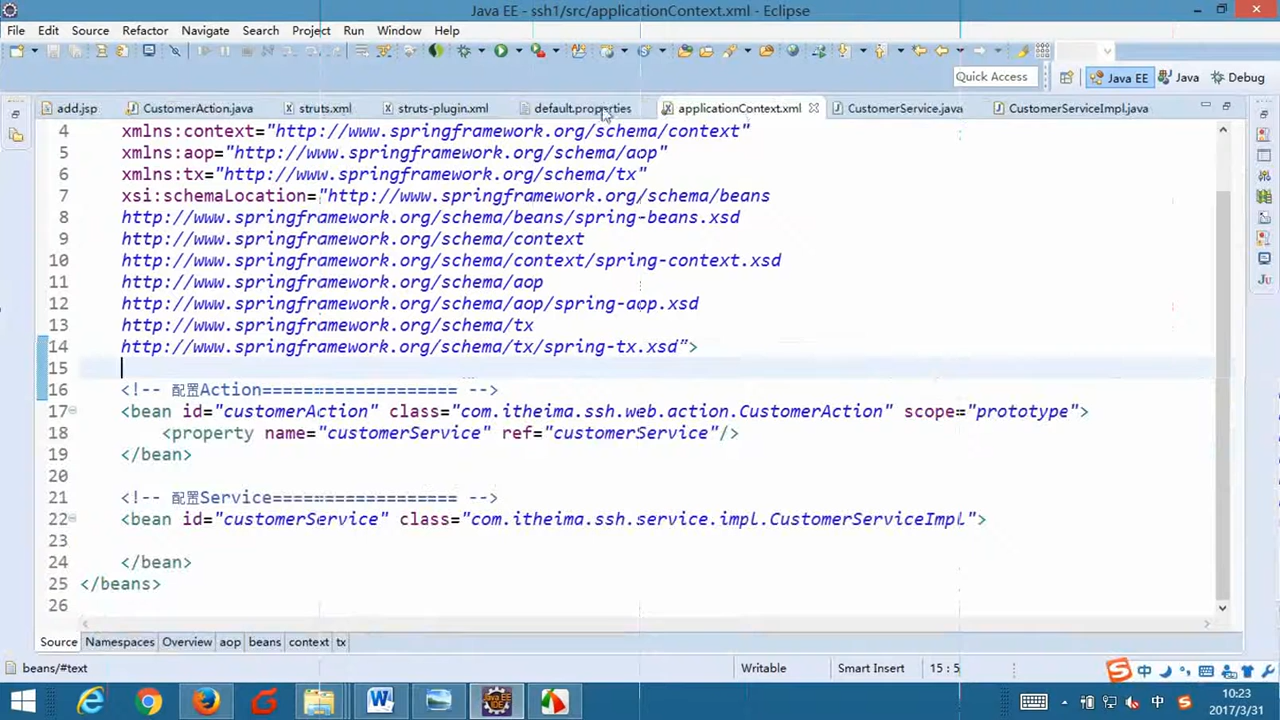 Java EE - ssh1/src/applicationContext.xml - Eclipse
File Edit Source Refactor Navigate Search Project Run Window Help
Quick Access Java EE Java Debug
add.jsp CustomerAction.java struts.xml struts-plugin.xml default.properties applicationContext.xml CustomerService.java CustomerServiceImpl.java
4 xmlns:context="http://www.springframework.org/schema/context"
5 xmlns:aop="http://www.springframework.org/schema/aop"
6 xmlns:tx="http://www.springframework.org/schema/tx"
7 xsi:schemaLocation="http://www.springframework.org/schema/beans
8 http://www.springframework.org/schema/beans/spring-beans.xsd
9 http://www.springframework.org/schema/context
10 http://www.springframework.org/schema/context/spring-context.xsd
11 http://www.springframework.org/schema/aop
12 http://www.springframework.org/schema/aop/spring-aop.xsd
13 http://www.springframework.org/schema/tx
14 http://www.springframework.org/schema/tx/spring-tx.xsd">
15
16 <!-- 配置Action=================== -->
17 <bean id="customerAction" class="com.itheima.ssh.web.action.CustomerAction" scope="prototype">
18 <property name="customerService" ref="customerService"/>
19 </bean>
20
21 <!-- 配置Service================== -->
22 <bean id="customerService" class="com.itheima.ssh.service.impl.CustomerServiceImpl">
23
24 </bean>
25 </beans>
26
Source Namespaces Overview aop beans context tx
beans/#text Writable Smart Insert 15 : 5
中
中 10:23
2017/3/31